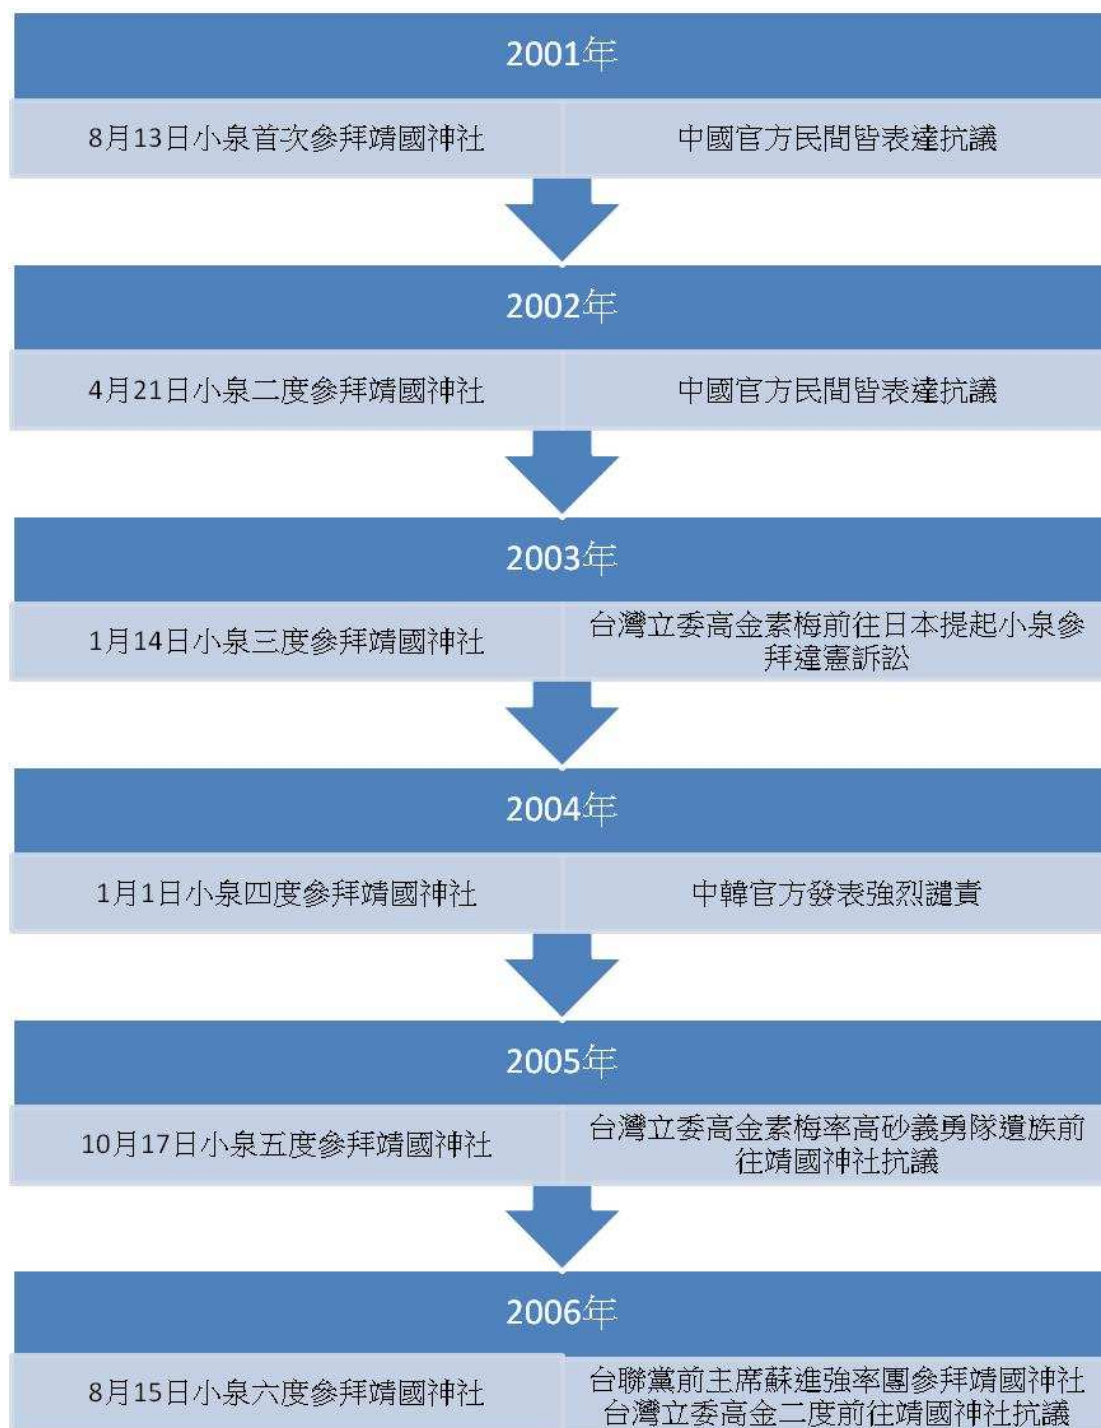 2001年
8月13日小泉首次參拜靖國神社
中國官方民間皆表達抗議
2002年
4月21日小泉二度參拜靖國神社
中國官方民間皆表達抗議
2003年
1月14日小泉三度參拜靖國神社
台灣立委高金素梅前往日本提起小泉參
拜違憲訴訟
2004年
1月1日小泉四度參拜靖國神社
中韓官方發表強烈譴責
2005年
10月17日小泉五度參拜靖國神社
台灣立委高金素梅率高砂義勇隊遺族前
往靖國神社抗議
2006年
8月15日小泉六度參拜靖國神社
台聯黨前主席蘇進強率團參拜靖國神社
台灣立委高金二度前往靖國神社抗議